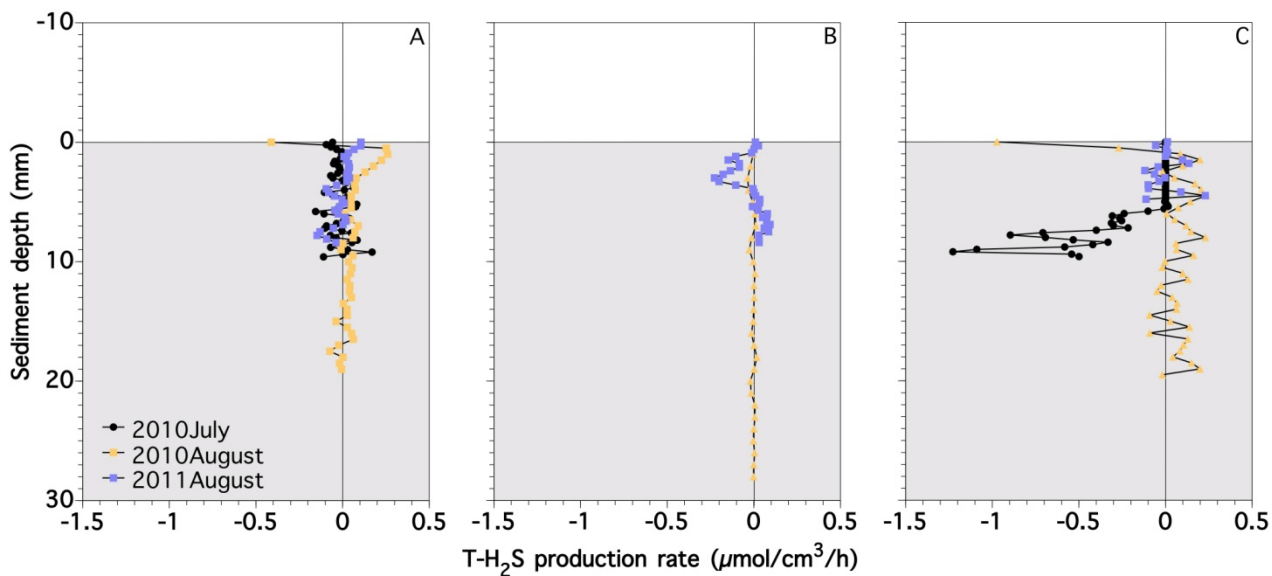 -10
0
10
20
30
Sediment depth (mm)
A
B
C
2010July
2010August
2011August
-1.5 -1 -0.5 0 0.5
-1.5 -1 -0.5 0 0.5
-1.5 -1 -0.5 0 0.5
T-H₂S production rate (µmol/cm³/h)